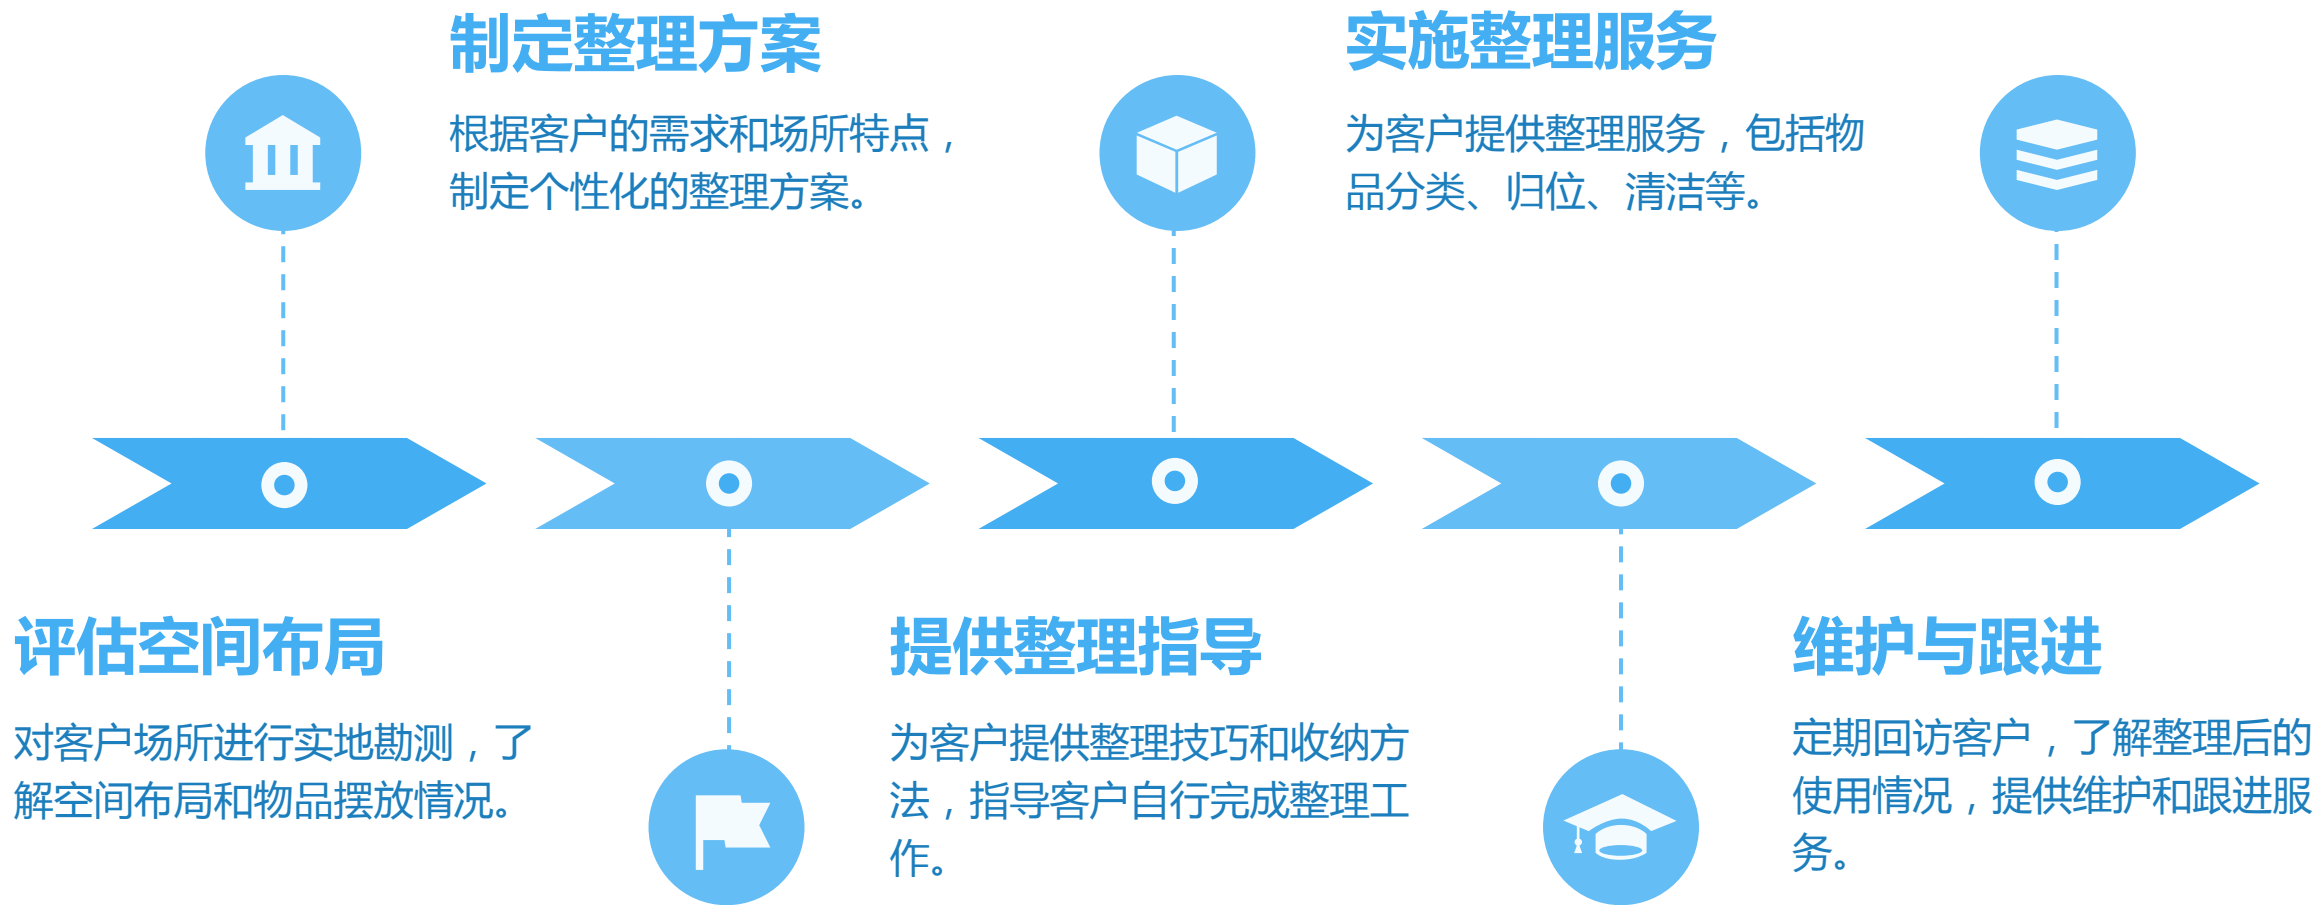 制定整理方案
根据客户的需求和场所特点，
制定个性化的整理方案。
实施整理服务
为客户提供整理服务，包括物
品分类、归位、清洁等。
评估空间布局
对客户场所进行实地勘测，了
解空间布局和物品摆放情况。
提供整理指导
为客户提供整理技巧和收纳方
法，指导客户自行完成整理工
作。
维护与跟进
定期回访客户，了解整理后的
使用情况，提供维护和跟进服
务。